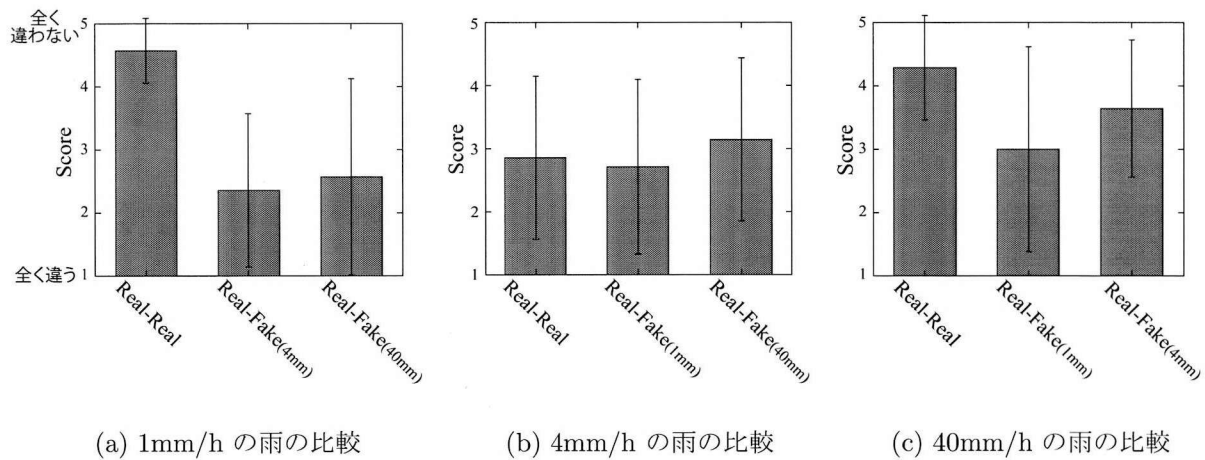 全く
違わない
5
4
3
2
1
全く違う
Score
Real-Real
Real-Fake(4mm)
Real-Fake(40mm)
(a) 1mm/h の雨の比較
5
4
3
2
1
Score
Real-Real
Real-Fake(1mm)
Real-Fake(40mm)
(b) 4mm/h の雨の比較
5
4
3
2
1
Score
Real-Real
Real-Fake(1mm)
Real-Fake(4mm)
(c) 40mm/h の雨の比較